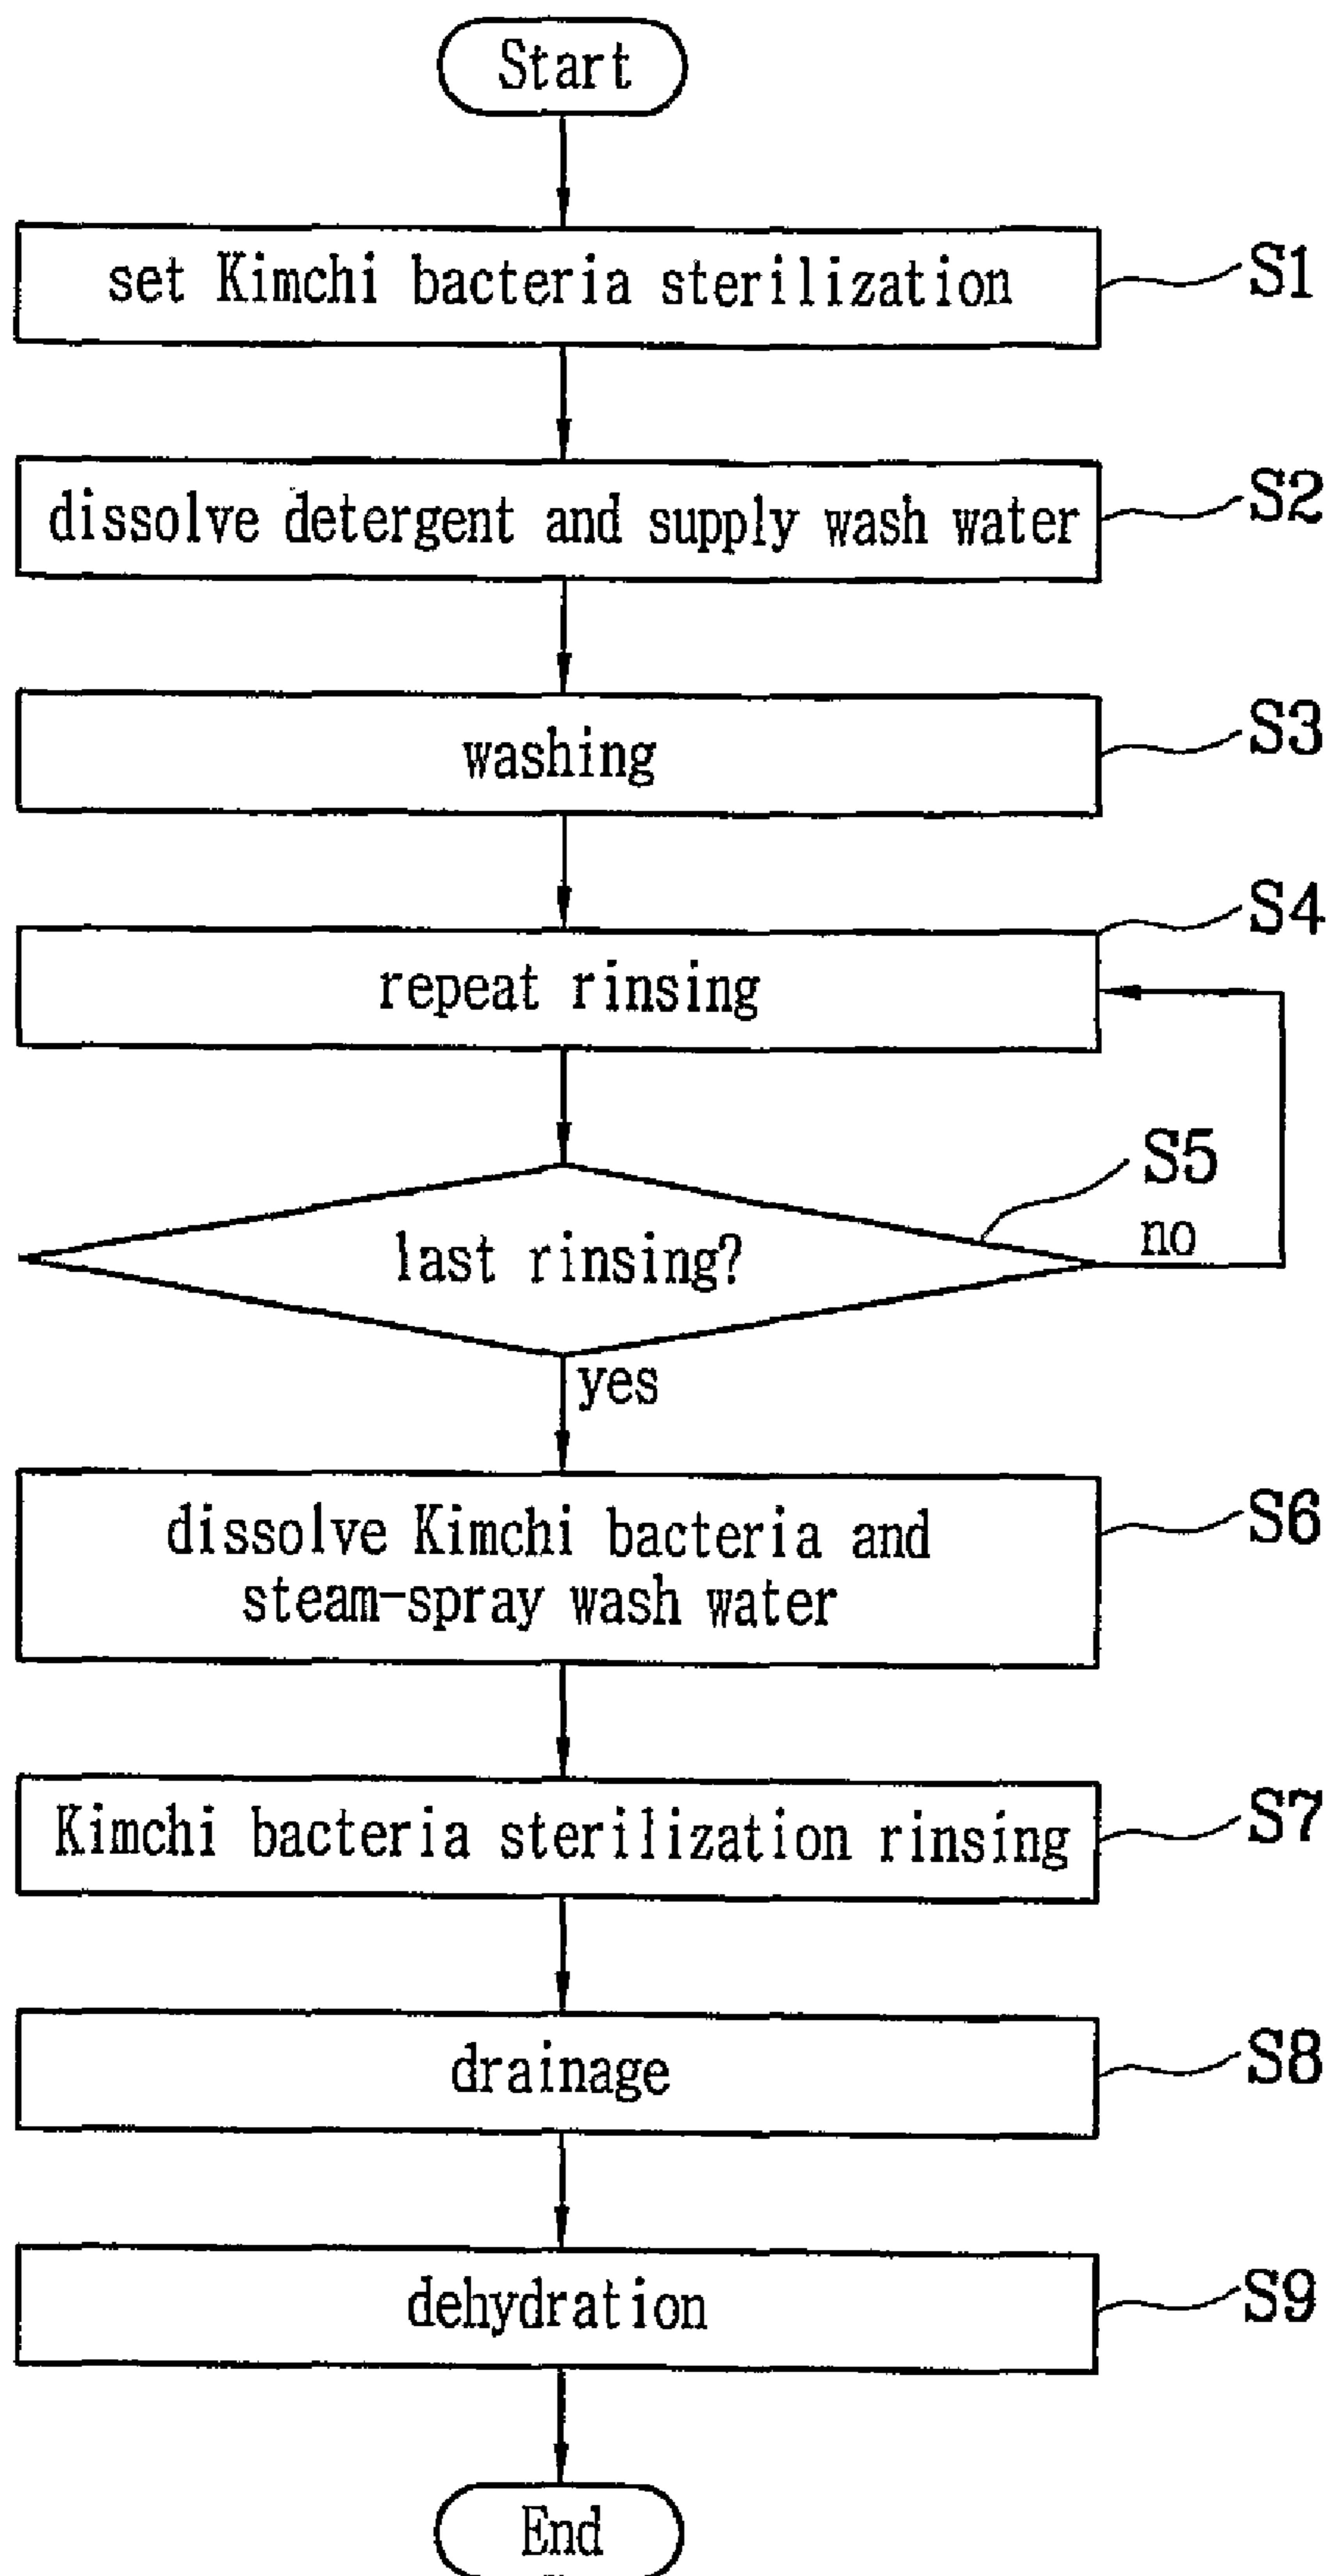 Start
set Kimchi bacteria sterilization
S1
dissolve detergent and supply wash water
S2
washing
S3
repeat rinsing
S4
last rinsing?
S5
no
yes
dissolve Kimchi bacteria and
steam-spray wash water
S6
Kimchi bacteria sterilization rinsing
S7
drainage
S8
dehydration
S9
End